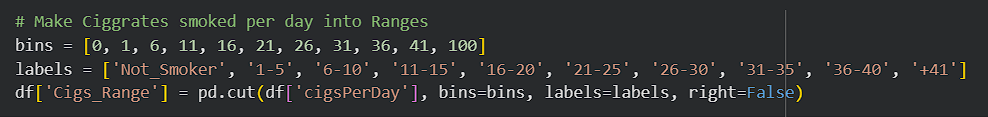 # Make Ciggrates smoked per day into Ranges
bins = [0, 1, 6, 11, 16, 21, 26, 31, 36, 41, 100]
labels = ['Not_Smoker', '1-5', '6-10', '11-15', '16-20', '21-25', '26-30', '31-35', '36-40', '+41']
df['Cigs_Range'] = pd.cut(df['cigsPerDay'], bins=bins, labels=labels, right=False)